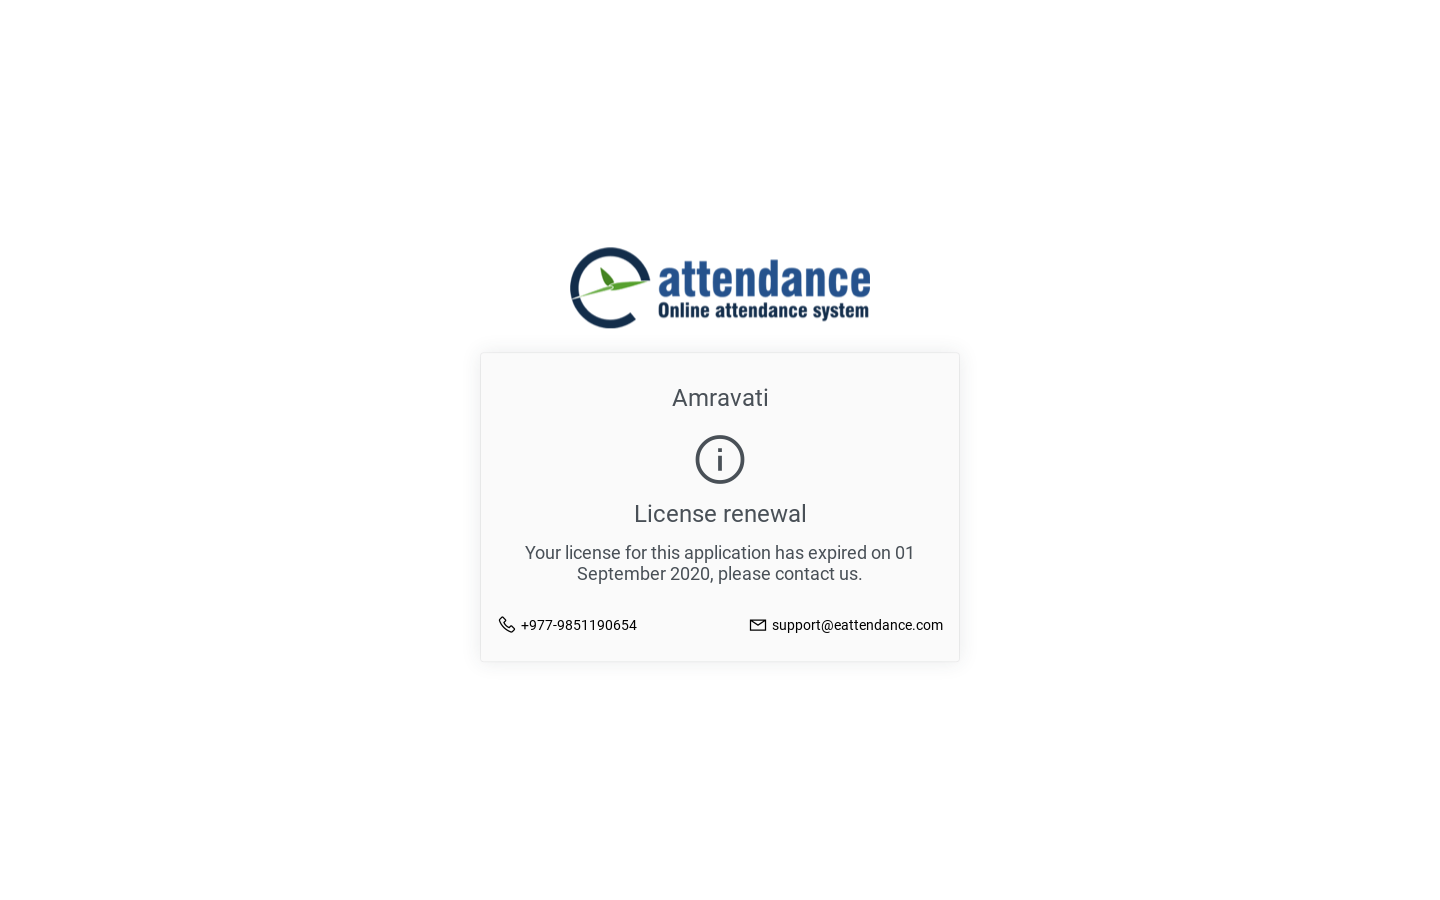 attendance
Online attendance system
Amravati
License renewal
Your license for this application has expired on 01
September 2020, please contact us.
+977-9851190654
support@eattendance.com